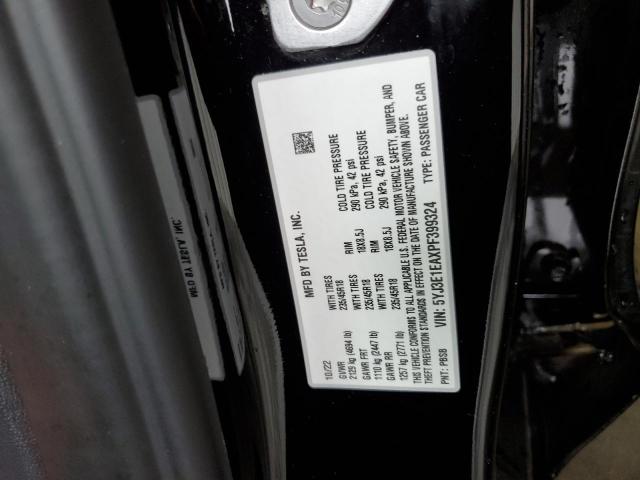 MFD BY TESLA, INC.
10/22
GVWR WITH TIRES RIM COLD TIRE PRESSURE
2129 kg (4694 lb) 235/45R18 18X8.5J 290 kPa, 42 psi
GAWR FRT WITH TIRES RIM COLD TIRE PRESSURE
1110 kg (2447 lb) 235/45R18 18X8.5J 290 kPa, 42 psi
GAWR RR
1257 kg (2771 lb)
THIS VEHICLE CONFORMS TO ALL APPLICABLE U.S. FEDERAL MOTOR VEHICLE SAFETY, BUMPER, AND
THEFT PREVENTION STANDARDS IN EFFECT ON THE DATE OF MANUFACTURE SHOWN ABOVE.
PNT: PBSB VIN: 5YJ3E1EAXPF399324 TYPE: PASSENGER CAR